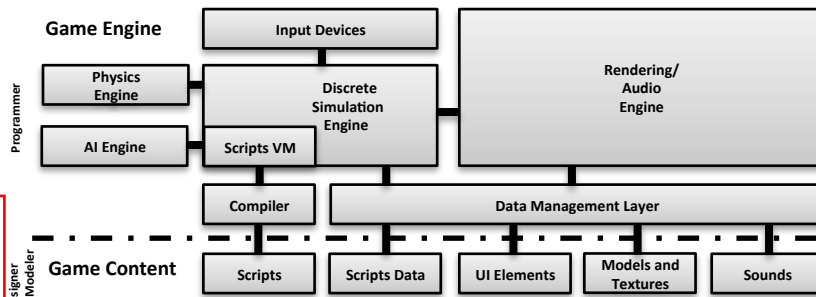 Game Engine
Input Devices
Rendering/
Audio
Engine
Physics
Engine
Discrete
Simulation
Engine
Programmer
AI Engine
Scripts VM
Compiler
Data Management Layer
signer
Modeler
Game Content
Scripts
Scripts Data
UI Elements
Models and
Textures
Sounds